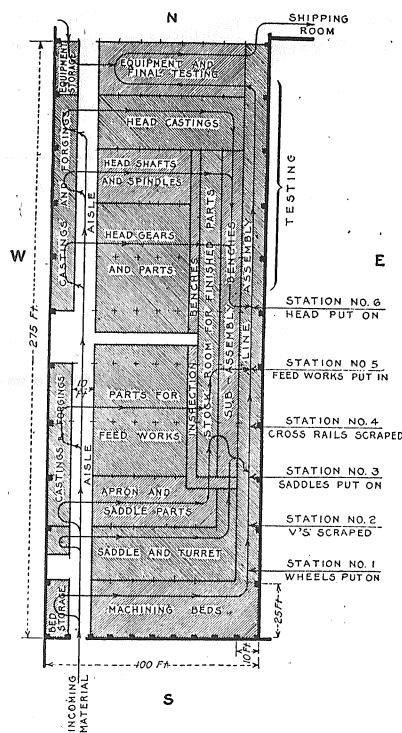 N
SHIPPING
ROOM
EQUIPMENT
STORAGE
EQUIPMENT AND
FINAL TESTING
HEAD CASTINGS
CASTINGS AND FORGINGS
AISLE
HEAD SHAFTS
AND SPINDLES
TESTING
W
E
HEAD GEARS
AND PARTS
INSPECTION BENCHES
STOCK ROOM FOR FINISHED PARTS
SUB-ASSEMBLY BENCHES
LINE ASSEMBLY
STATION NO. 6
HEAD PUT ON
275 Ft.
STATION NO 5
FEED WORKS PUT IN
10
Ft
PARTS FOR
FEED WORKS
CASTINGS & FORGINGS
AISLE
STATION NO. 4
CROSS RAILS SCRAPED
STATION NO. 3
SADDLES PUT ON
APRON AND
SADDLE PARTS
STATION NO. 2
V'S' SCRAPED
SADDLE AND TURRET
STATION NO. 1
WHEELS PUT ON
BED
STORAGE
MACHINING BEDS
25Ft
10Ft
100 Ft
INCOMING
MATERIAL
S